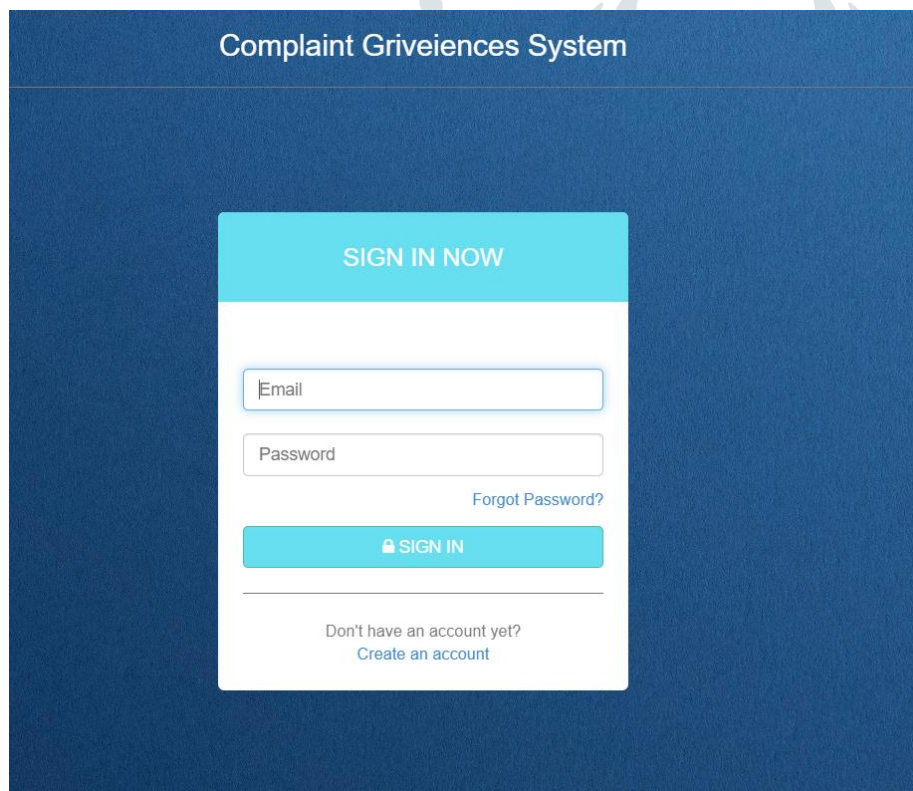 Complaint Griveiences System
SIGN IN NOW
Email
Password
Forgot Password?
SIGN IN
Don't have an account yet?
Create an account